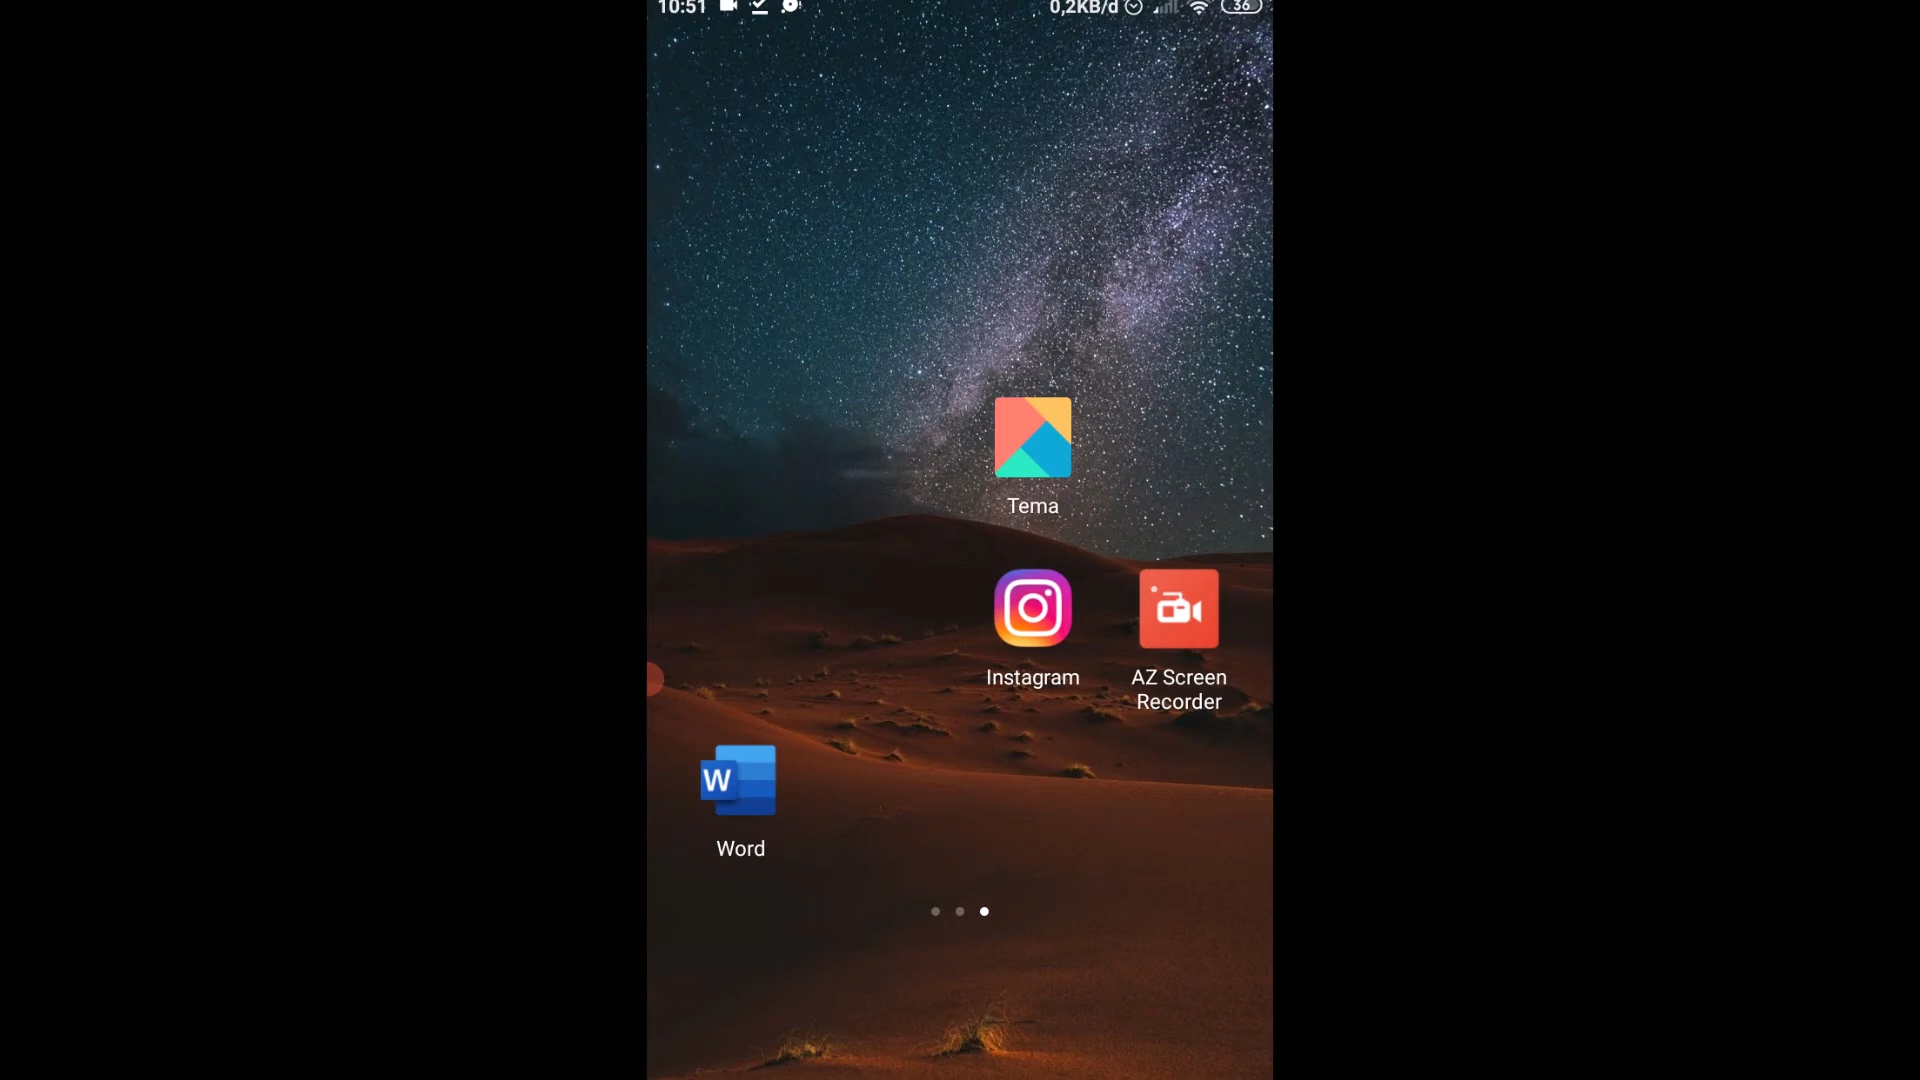 10:51 0,2KB/d 36
Tema
Instagram
AZ Screen
Recorder
W
Word